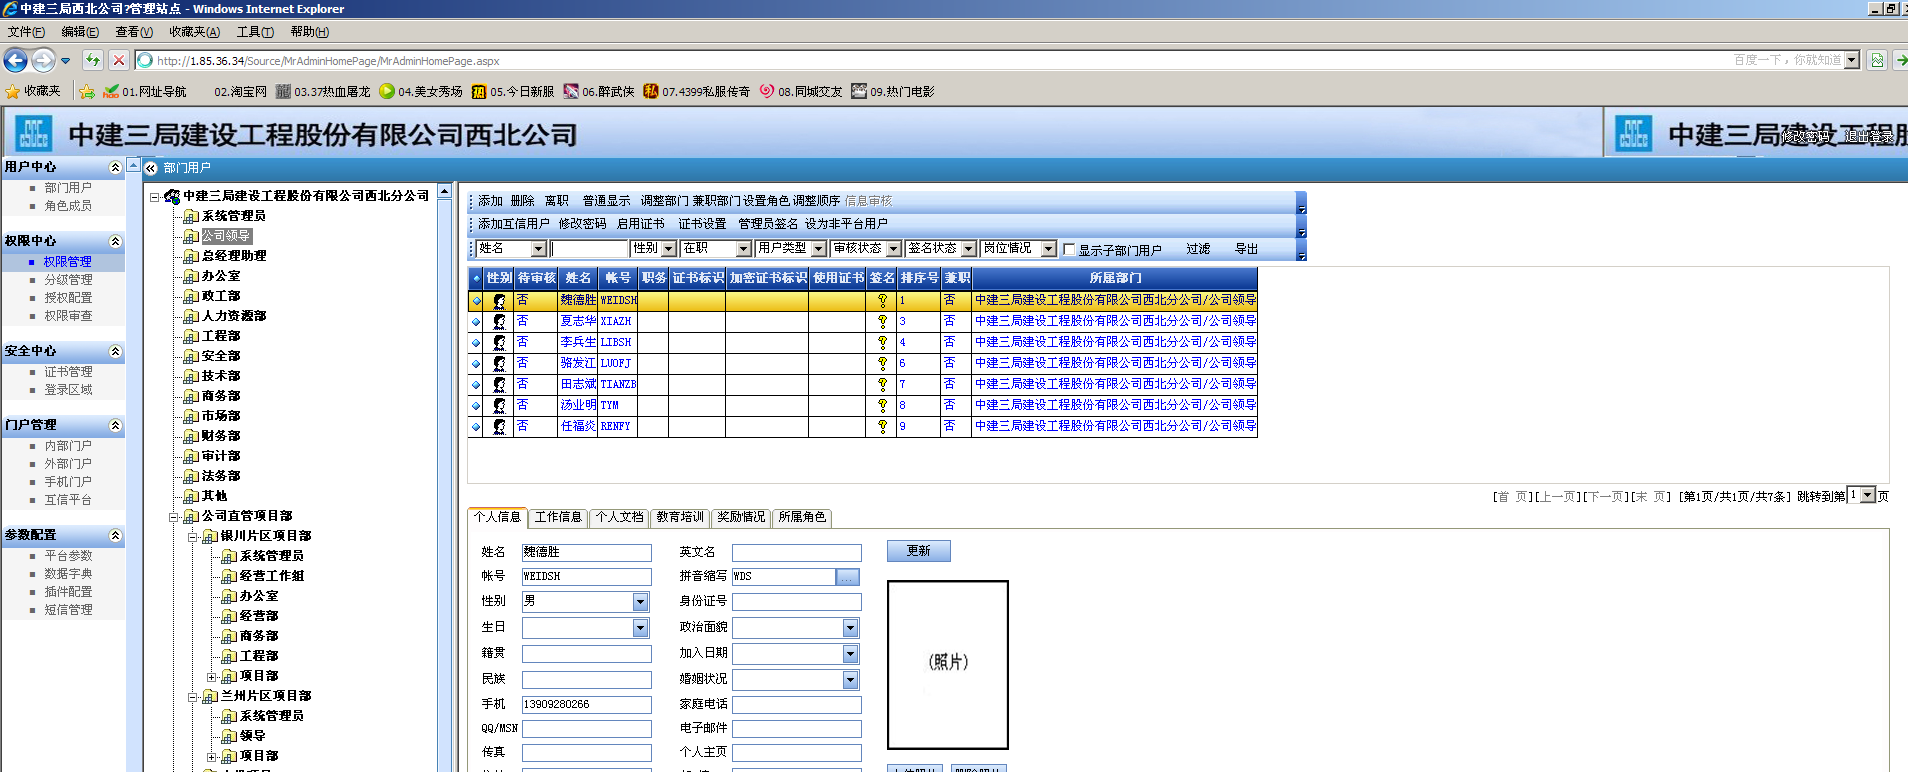 中建三局西北公司?管理站点 - Windows Internet Explorer
文件(F) 编辑(E) 查看(V) 收藏夹(A) 工具(T) 帮助(H)
http://1.85.36.34/Source/MrAdminHomePage/MrAdminHomePage.aspx 百度一下，你就知道
收藏夹 01.网址导航 02.淘宝网 03.37热血屠龙 04.美女秀场 05.今日新服 06.醉武侠 07.4399私服传奇 08.同城交友 09.热门电影
中建三局建设工程股份有限公司西北公司 中建三局建设工程股
修改密码 退出登录
用户中心
部门用户
角色成员
权限中心
权限管理
分级管理
授权配置
权限审查
安全中心
证书管理
登录区域
门户管理
内部门户
外部门户
手机门户
互信平台
参数配置
平台参数
数据字典
插件配置
短信管理
部门用户
中建三局建设工程股份有限公司西北分公司
系统管理员
公司领导
总经理助理
办公室
政工部
人力资源部
工程部
安全部
技术部
商务部
市场部
财务部
审计部
法务部
其他
公司直管项目部
银川片区项目部
系统管理员
经营工作组
办公室
经营部
商务部
工程部
项目部
兰州片区项目部
系统管理员
领导
项目部
添加 删除 离职 普通显示 调整部门 兼职部门 设置角色 调整顺序 信息审核
添加互信用户 修改密码 启用证书 证书设置 管理员签名 设为非平台用户
姓名 性别 在职 用户类型 审核状态 签名状态 岗位情况 显示子部门用户 过滤 导出
性别 待审核 姓名 帐号 职务 证书标识 加密证书标识 使用证书 签名 排序号 兼职 所属部门
否 魏德胜 WEIDSH ? 1 否 中建三局建设工程股份有限公司西北分公司/公司领导
否 夏志华 XIAZH ? 3 否 中建三局建设工程股份有限公司西北分公司/公司领导
否 李兵生 LIBSH ? 4 否 中建三局建设工程股份有限公司西北分公司/公司领导
否 骆发江 LUOFJ ? 6 否 中建三局建设工程股份有限公司西北分公司/公司领导
否 田志斌 TIANZB ? 7 否 中建三局建设工程股份有限公司西北分公司/公司领导
否 汤业明 TYM ? 8 否 中建三局建设工程股份有限公司西北分公司/公司领导
否 任福炎 RENFY ? 9 否 中建三局建设工程股份有限公司西北分公司/公司领导
[首 页][上一页][下一页][末 页] [第1页/共1页/共7条] 跳转到第 1 页
个人信息 工作信息 个人文档 教育培训 奖励情况 所属角色
姓名 魏德胜 英文名 更新
帐号 WEIDSH 拼音缩写 WDS ...
性别 男 身份证号
生日 政治面貌
籍贯 加入日期
民族 婚姻状况
手机 13909280266 家庭电话
QQ/MSN 电子邮件
传真 个人主页
(照片)